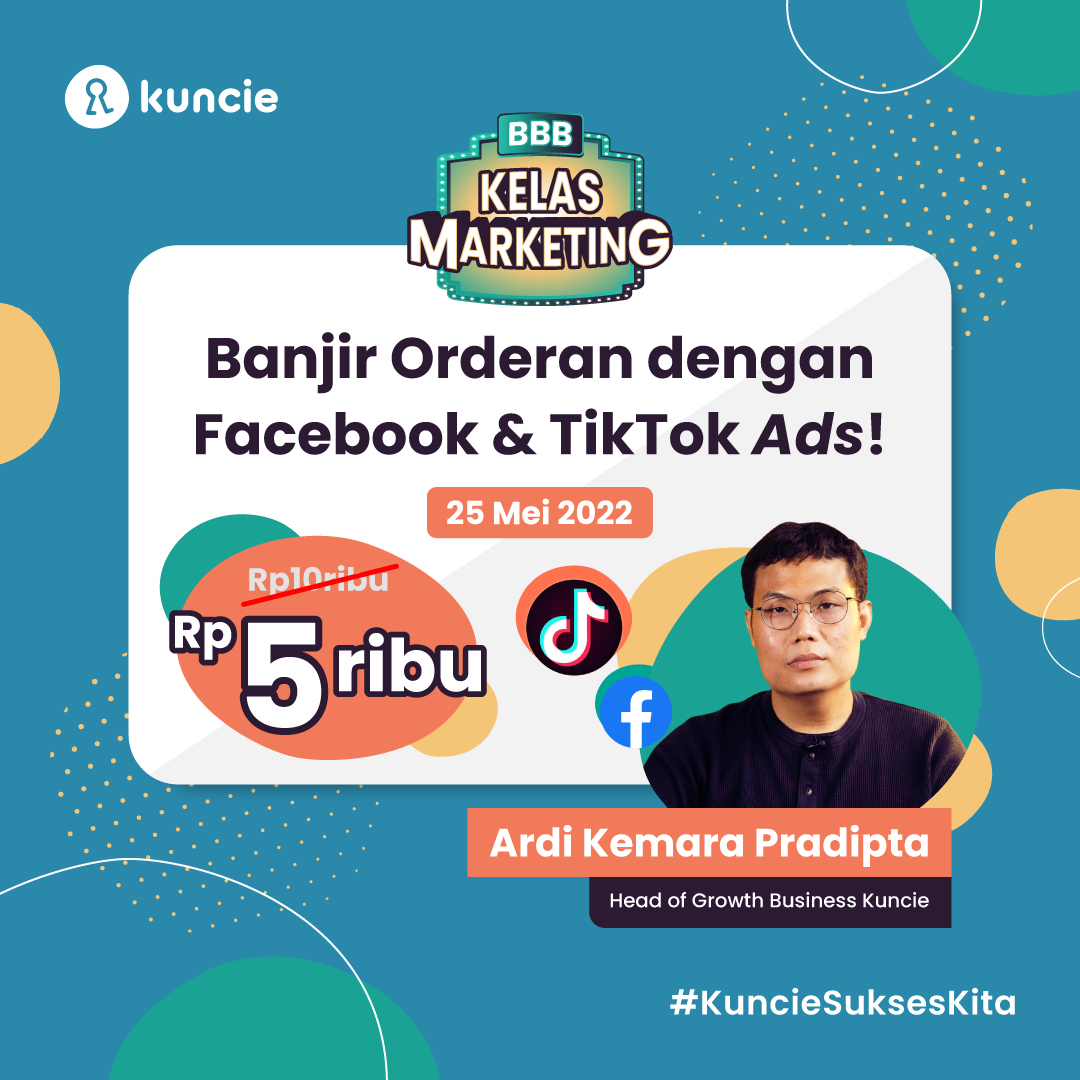 kuncie
BBB
KELAS
MARKETING
Banjir Orderan dengan
Facebook & TikTok Ads!
25 Mei 2022
Rp10ribu
Rp 5 ribu
Ardi Kemara Pradipta
Head of Growth Business Kuncie
#KuncieSuksesKita